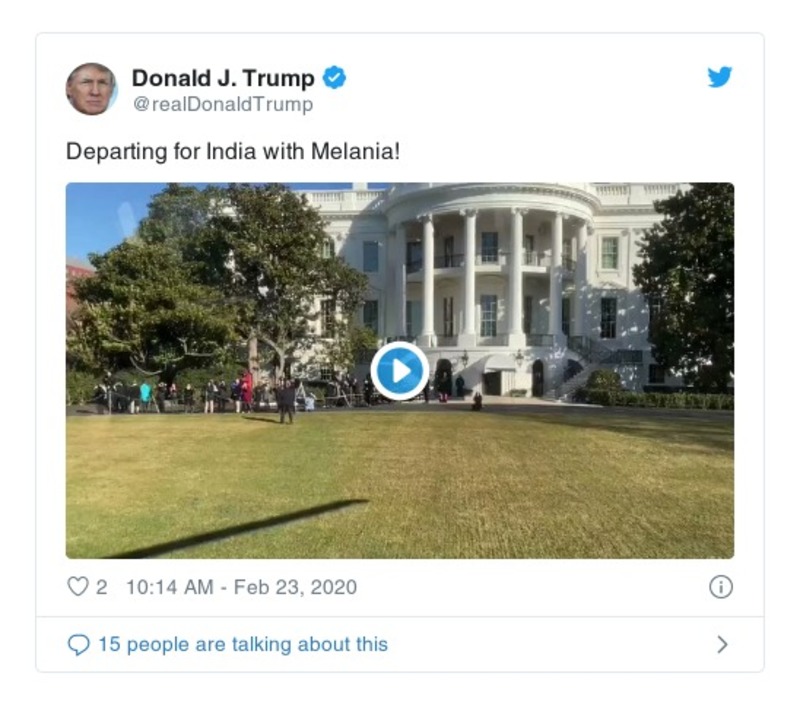 Donald J. Trump
@realDonaldTrump
Departing for India with Melania!
2 10:14 AM - Feb 23, 2020
15 people are talking about this